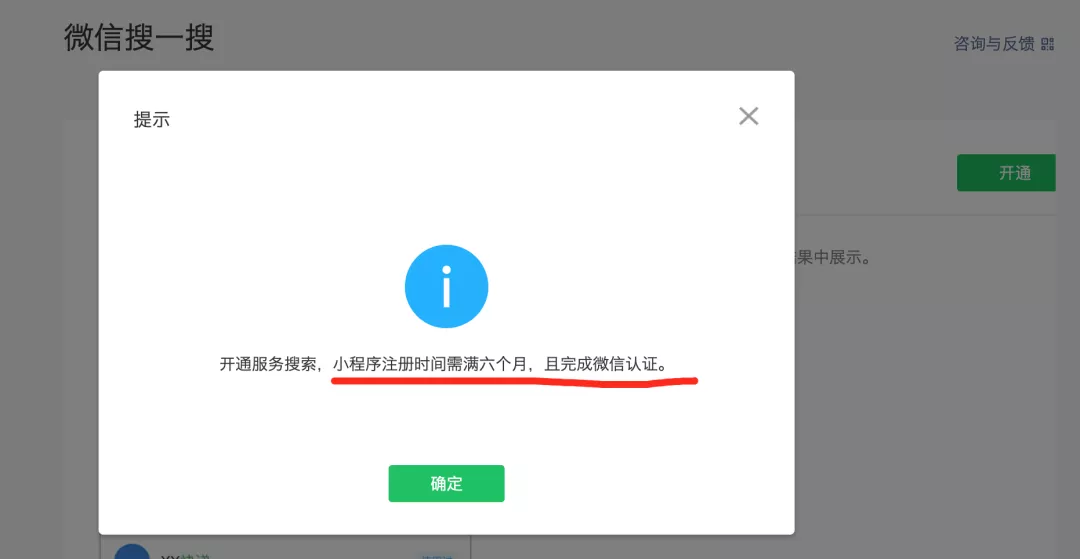 微信搜一搜
咨询与反馈
提示
开通
果中展示。
开通服务搜索，小程序注册时间需满六个月，且完成微信认证。
确定